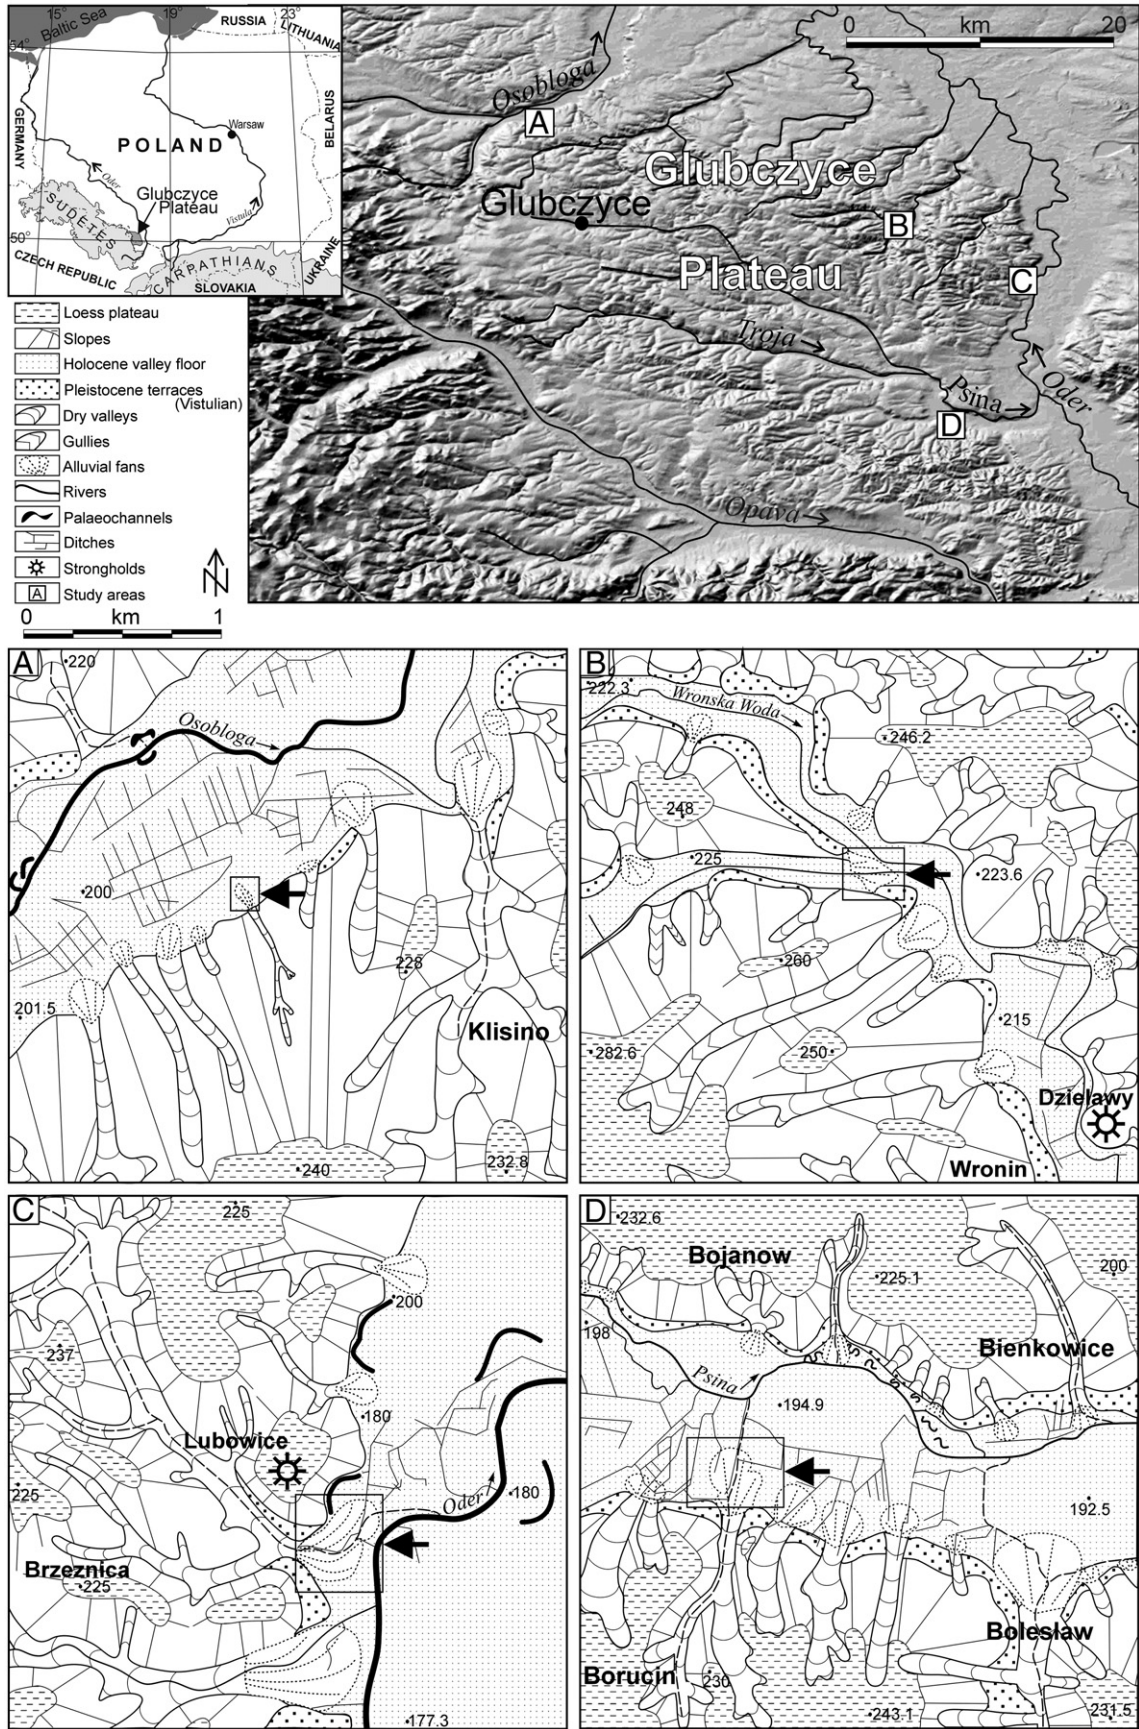 15°
19°
23°
Baltic Sea
RUSSIA
LITHUANIA
54°
GERMANY
POLAND
Warsaw
BELARUS
Oder
Glubczyce
Plateau
SUDETES
Vistula
50°
CZECH REPUBLIC
CARPATHIANS
SLOVAKIA
UKRAINE
0 km 20
Osobloga
A
Glubczyce
Glubczyce
B
Plateau
C
Troja
Psina
Oder
D
Opava
Loess plateau
Slopes
Holocene valley floor
Pleistocene terraces
(Vistulian)
Dry valleys
Gullies
Alluvial fans
Rivers
Palaeochannels
Ditches
Strongholds
A Study areas
N
0 km 1
A
220
Osobloga
200
228
201.5
Klisino
240
232.8
B
222.3
Wronska Woda
246.2
248
225
223.6
260
215
282.6
250
Dzielawy
Wronin
C
225
200
237
180
Lubowice
225
Oder
180
Brzeznica
225
177.3
D
232.6
Bojanow
225.1
200
198
Bienkowice
Psina
194.9
192.5
Boleslaw
Borucin
230
243.1
231.5